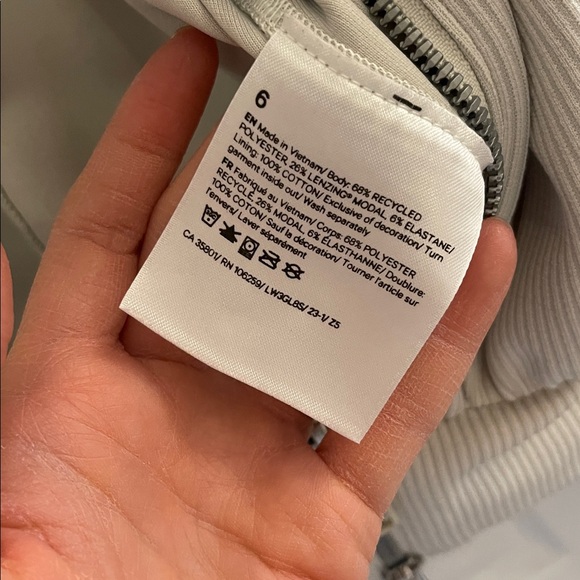 6
EN Made in Vietnam/ Body: 68% RECYCLED
POLYESTER, 26% LENZING® MODAL, 6% ELASTANE/
Lining: 100% COTTON/ Exclusive of decoration/ Turn
garment inside out/ Wash separately
FR Fabriqué au Vietnam/ Corps: 68% POLYESTER
RECYCLÉ, 26% MODAL, 6% ÉLASTHANNE/ Doublure:
100% COTON/ Sauf la décoration/ Tourner l'article sur
l'envers/ Laver séparément
CA 35801/ RN 106259/ LW3GLBS/ 23-1/ Z5